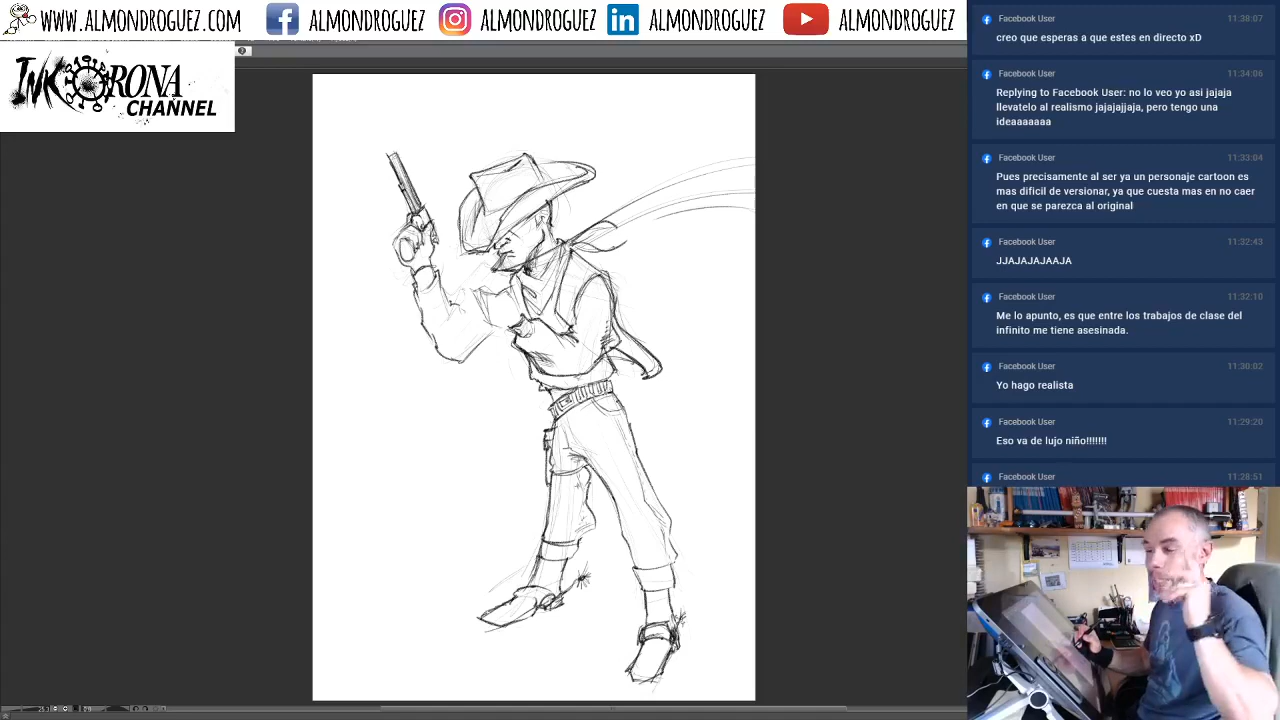 WWW.ALMONDROGUEZ.COM
ALMONDROGUEZ
ALMONDROGUEZ
ALMONDROGUEZ
ALMONDROGUEZ
INKORONA
CHANNEL
Facebook User 11:38:07
creo que esperas a que estes en directo xD
Facebook User 11:34:06
Replying to Facebook User: no lo veo yo asi jajaja
llevatelo al realismo jajajajjaja, pero tengo una
ideaaaaaaa
Facebook User 11:33:04
Pues precisamente al ser ya un personaje cartoon es
mas dificil de versionar, ya que cuesta mas en no caer
en que se parezca al original
Facebook User 11:32:43
JJAJAJAJAAJA
Facebook User 11:32:10
Me lo apunto, es que entre los trabajos de clase del
infinito me tiene asesinada.
Facebook User 11:30:02
Yo hago realista
Facebook User 11:29:20
Eso va de lujo niño!!!!!!!
Facebook User 11:28:51